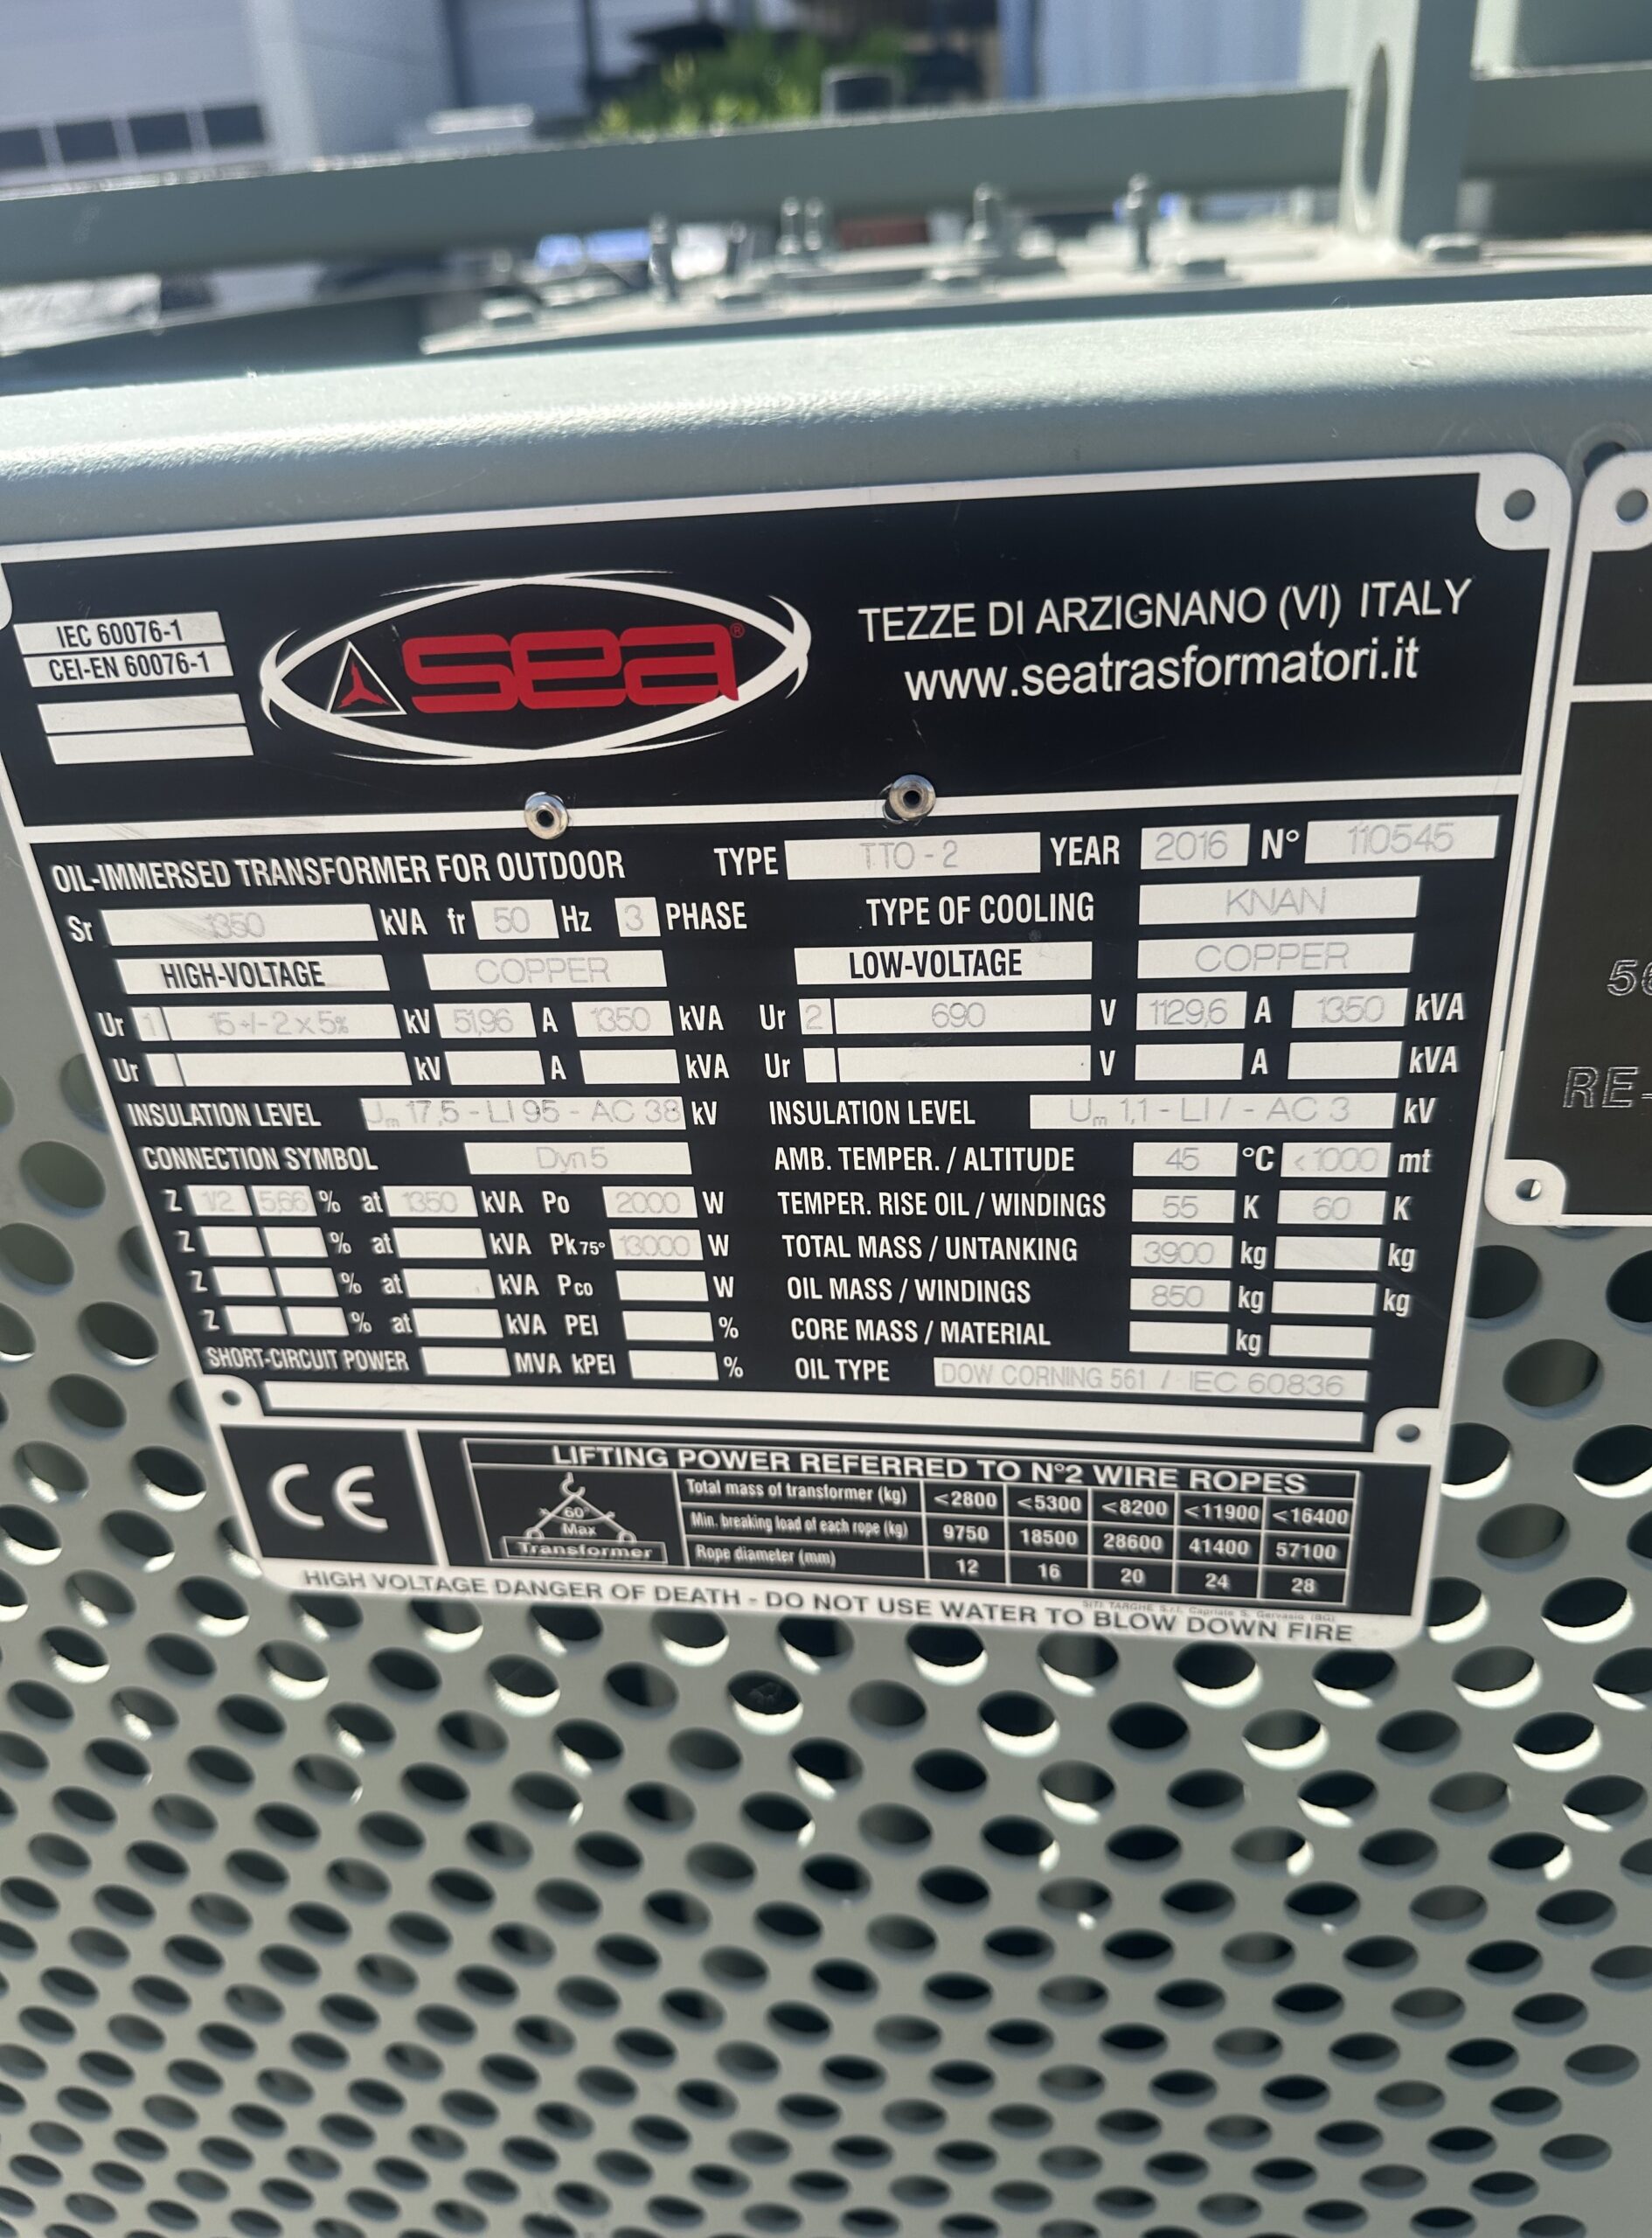 IEC 60076-1
CEI-EN 60076-1
sea®
TEZZE DI ARZIGNANO (VI) ITALY
www.seatrasformatori.it
OIL-IMMERSED TRANSFORMER FOR OUTDOOR TYPE TTO - 2 YEAR 2016 N° 110545
Sr 1350 kVA fr 50 Hz 3 PHASE TYPE OF COOLING KNAN
HIGH-VOLTAGE COPPER LOW-VOLTAGE COPPER
Ur 1 15 +/- 2 x 5% kV 51,96 A 1350 kVA Ur 2 690 V 1129,6 A 1350 kVA
Ur kV A kVA Ur V A kVA
INSULATION LEVEL Um 17,5 - LI 95 - AC 38 kV INSULATION LEVEL Um 1,1 - LI / - AC 3 kV
CONNECTION SYMBOL Dyn5 AMB. TEMPER. / ALTITUDE 45 °C <1000 mt
Z 1/2 5,66 % at 1350 kVA Po 2000 W TEMPER. RISE OIL / WINDINGS 55 K 60 K
Z % at kVA Pk75° 13000 W TOTAL MASS / UNTANKING 3900 kg kg
Z % at kVA Pco W OIL MASS / WINDINGS 850 kg kg
Z % at kVA PEI % CORE MASS / MATERIAL kg
SHORT-CIRCUIT POWER MVA kPEI % OIL TYPE DOW CORNING 561 / IEC 60836
CE
LIFTING POWER REFERRED TO N°2 WIRE ROPES
60°
Max
Transformer
Total mass of transformer (kg) <2800 <5300 <8200 <11900 <16400
Min. breaking load of each rope (kg) 9750 18500 28600 41400 57100
Rope diameter (mm) 12 16 20 24 28
HIGH VOLTAGE DANGER OF DEATH - DO NOT USE WATER TO BLOW DOWN FIRE
RE-